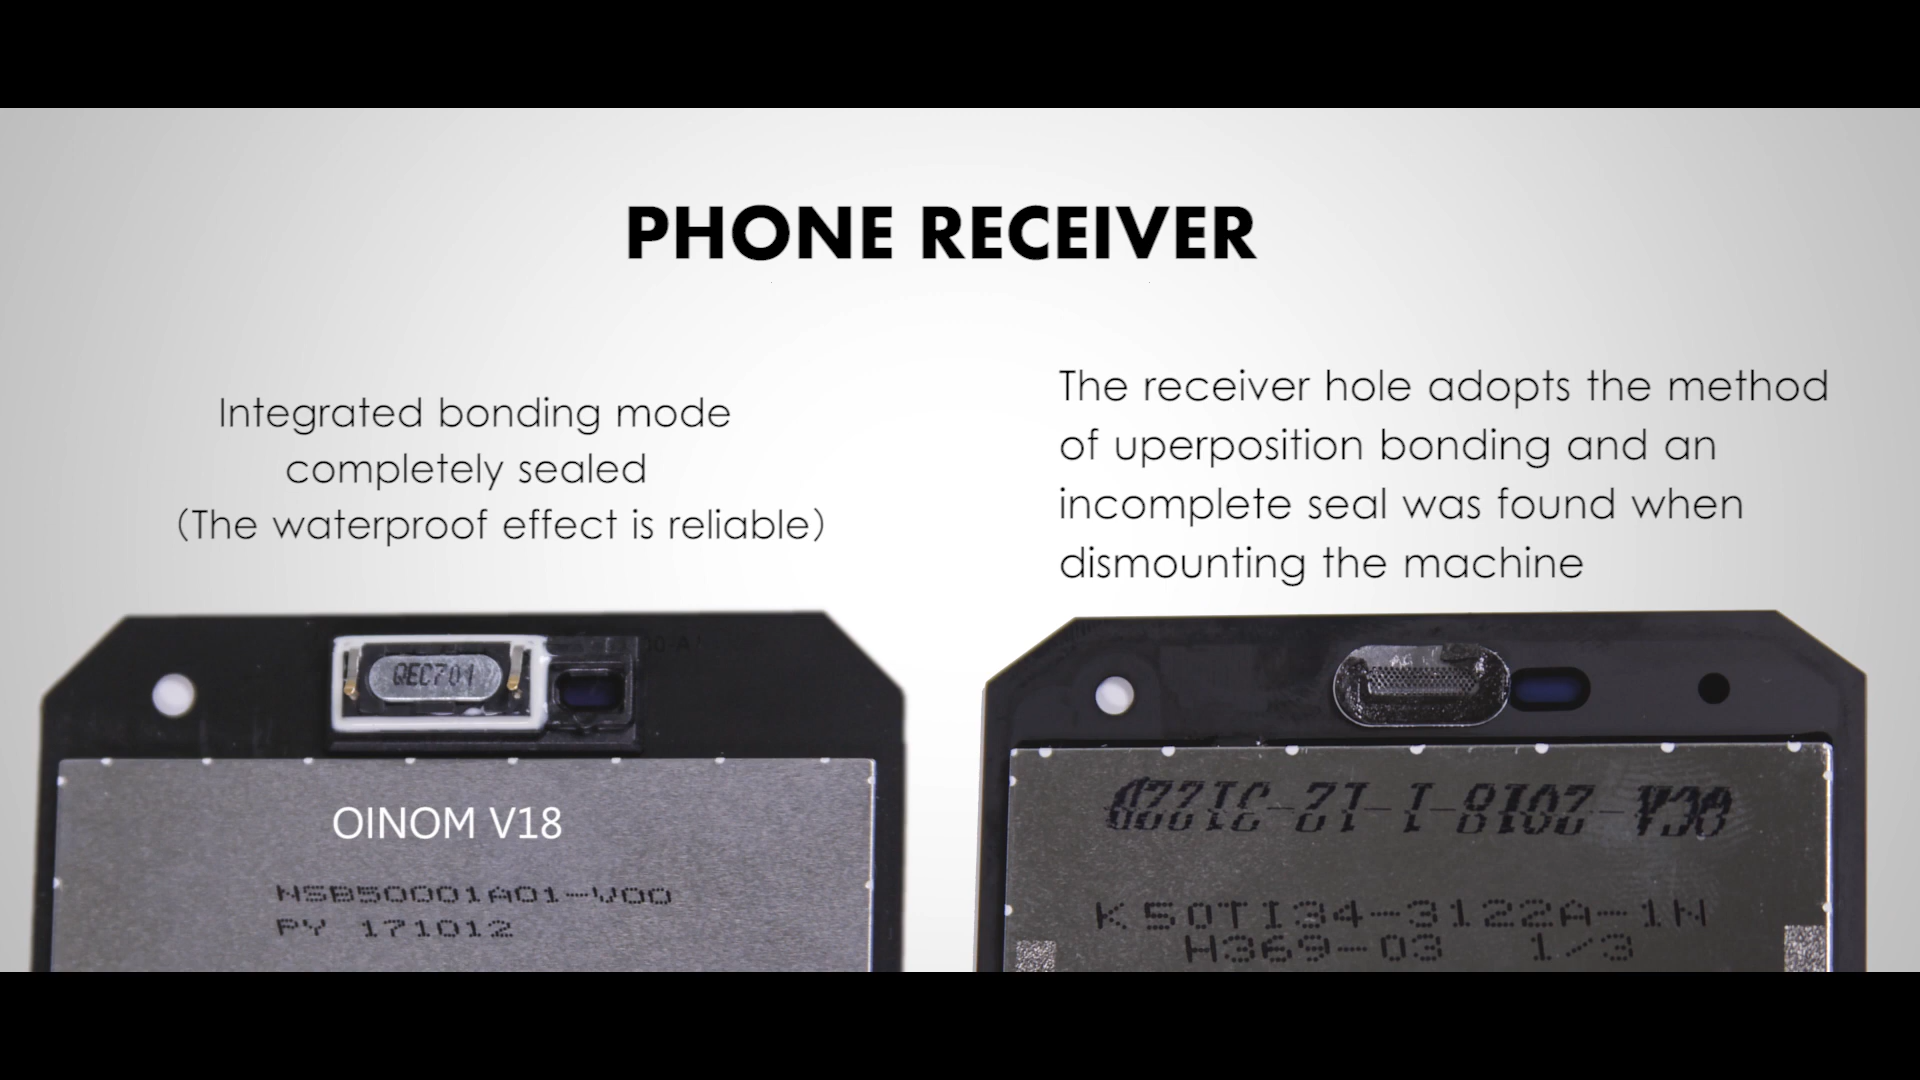 PHONE RECEIVER
Integrated bonding mode
completely sealed
(The waterproof effect is reliable)
The receiver hole adopts the method
of uperposition bonding and an
incomplete seal was found when
dismounting the machine
QEC701
OINOM V18
NSB50001A01-V00
PY 171012
K50TI34-3122A-1N
H369-03 1/3